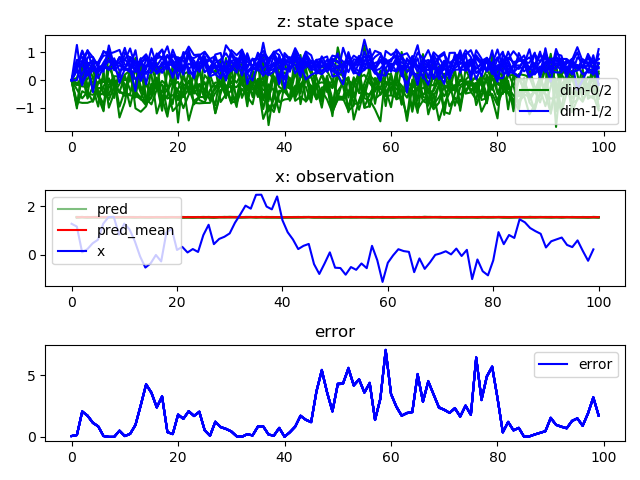 z: state space
1
0
−1
dim-0/2
dim-1/2
0 20 40 60 80 100
x: observation
2
0
pred
pred_mean
x
0 20 40 60 80 100
error
5
0
error
0 20 40 60 80 100